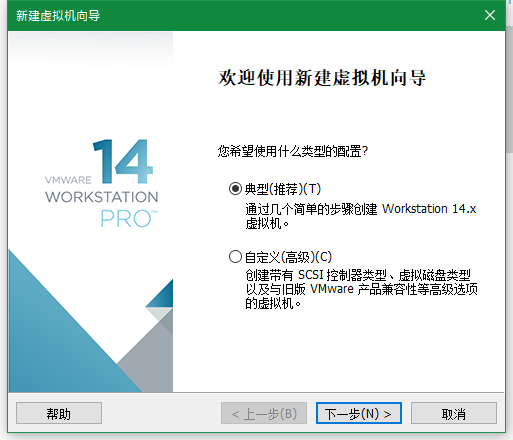 新建虚拟机向导
欢迎使用新建虚拟机向导
14
VMWARE
WORKSTATION
PRO™
您希望使用什么类型的配置?
典型(推荐)(T)
通过几个简单的步骤创建 Workstation 14.x
虚拟机。
自定义(高级)(C)
创建带有 SCSI 控制器类型、虚拟磁盘类型
以及与旧版 VMware 产品兼容性等高级选项
的虚拟机。
帮助
< 上一步(B)
下一步(N) >
取消